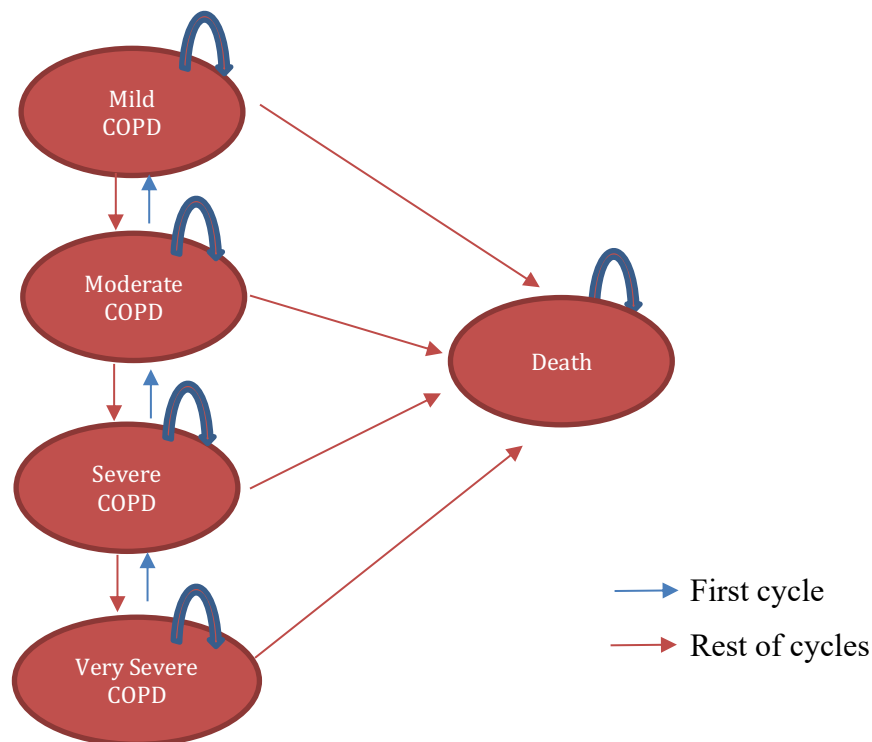 Mild
COPD
Moderate
COPD
Death
Severe
COPD
Very Severe
COPD
First cycle
Rest of cycles